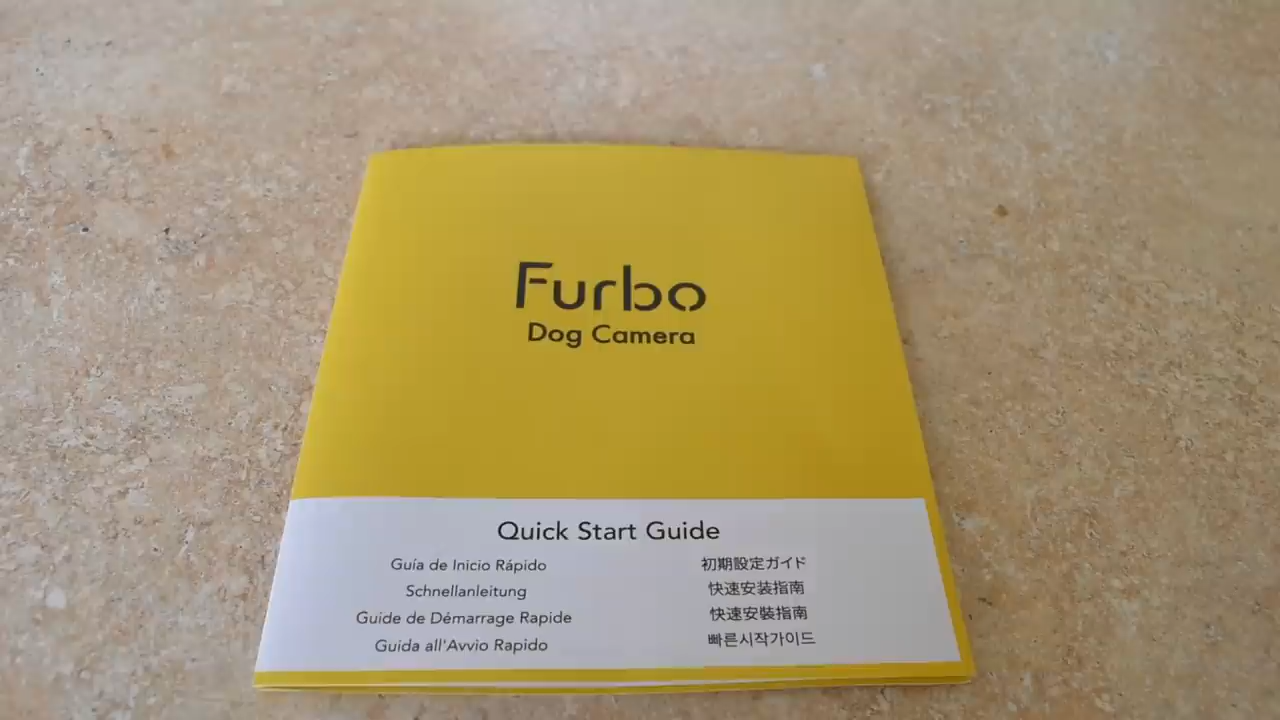 Furbo
Dog Camera
Quick Start Guide
Guía de Inicio Rápido
Schnellanleitung
Guide de Démarrage Rapide
Guida all'Avvio Rapido
初期設定ガイド
快速安装指南
快速安裝指南
빠른시작가이드